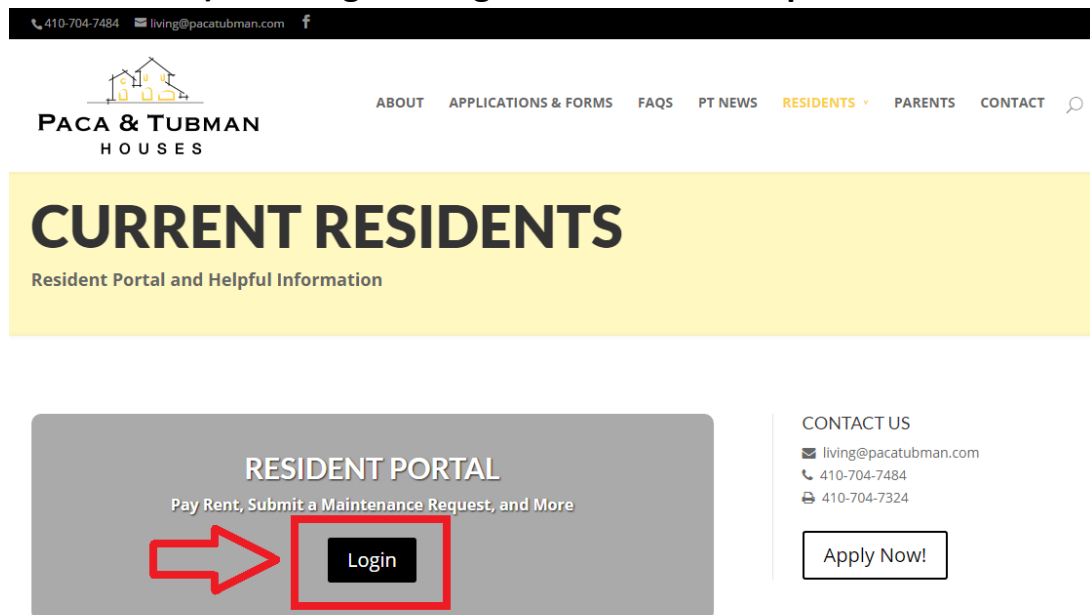 410-704-7484 living@pacatubman.com f
PACA & TUBMAN
HOUSES
ABOUT APPLICATIONS & FORMS FAQS PT NEWS RESIDENTS PARENTS CONTACT
CURRENT RESIDENTS
Resident Portal and Helpful Information
RESIDENT PORTAL
Pay Rent, Submit a Maintenance Request, and More
Login
CONTACT US
living@pacatubman.com
410-704-7484
410-704-7324
Apply Now!